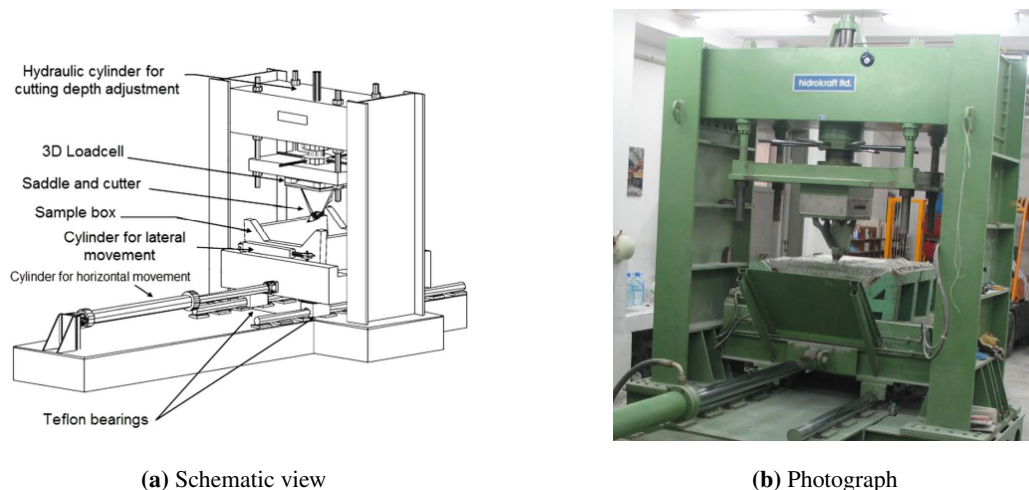 Hydraulic cylinder for
cutting depth adjustment
3D Loadcell
Saddle and cutter
Sample box
Cylinder for lateral
movement
Cylinder for horizontal movement
Teflon bearings
hidrokraft ltd.
(a) Schematic view
(b) Photograph